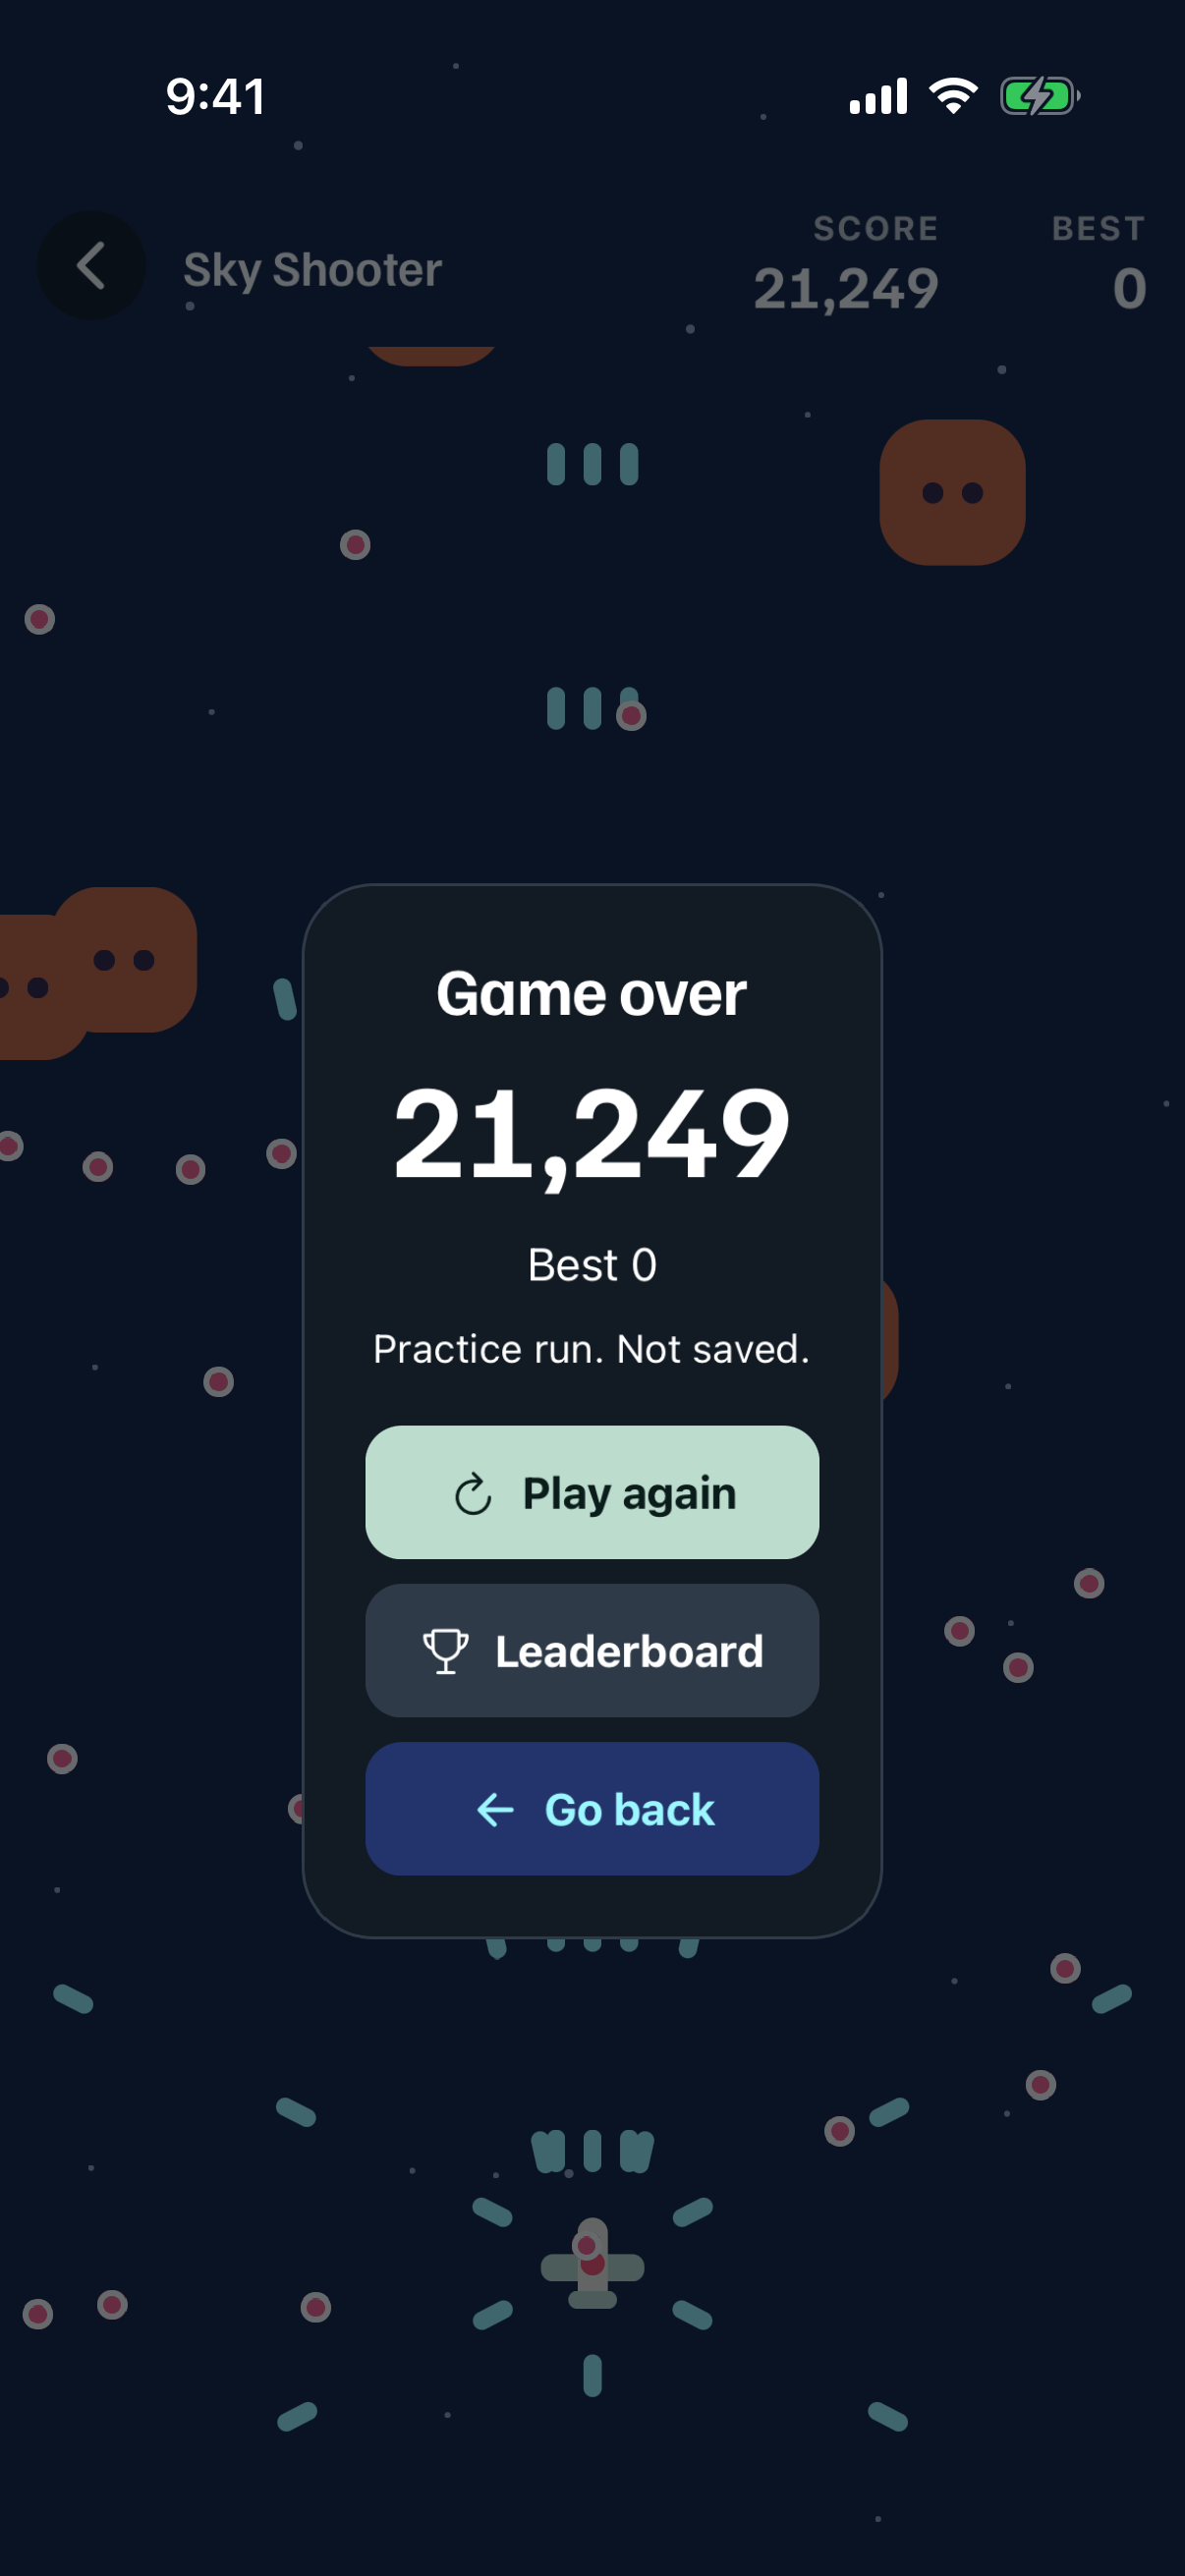 9:41
Sky Shooter
SCORE
21,249
BEST
0
Game over
21,249
Best 0
Practice run. Not saved.
Play again
Leaderboard
Go back